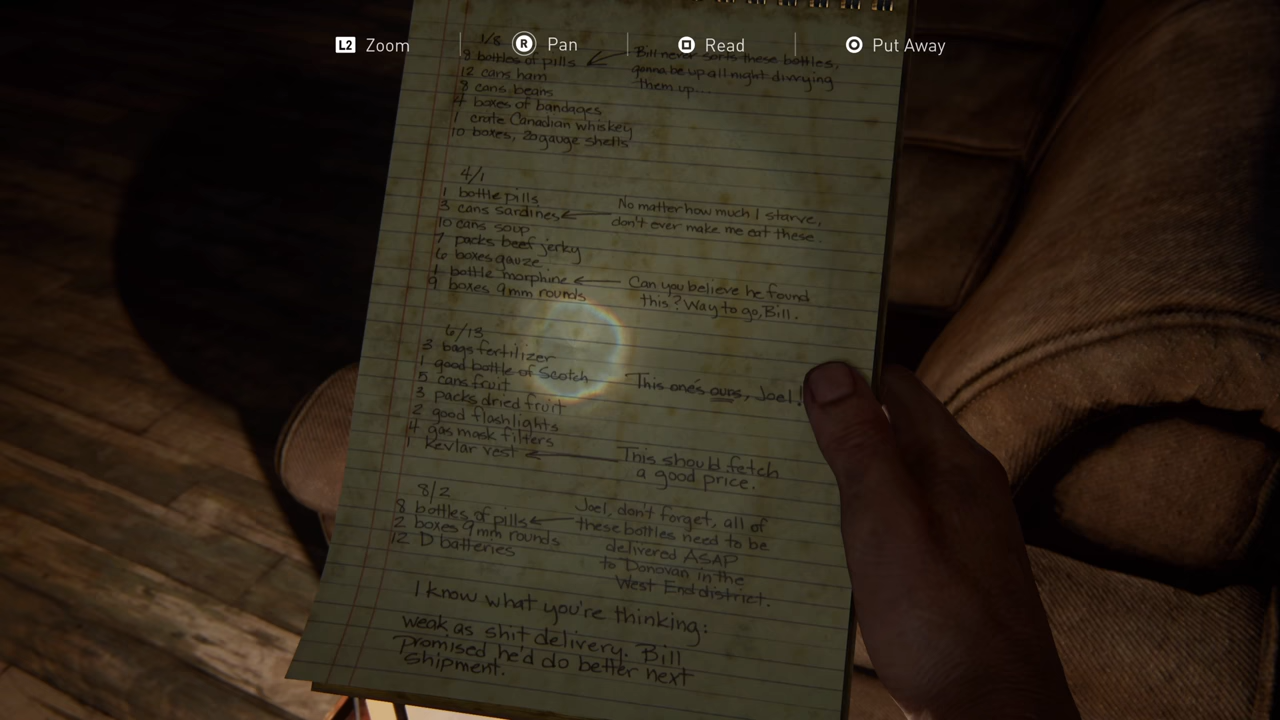 L2 Zoom R Pan Read Put Away
1/8
8 bottles of pills
12 cans ham
8 cans beans
4 boxes of bandages
1 crate Canadian whiskey
10 boxes, 20 gauge shells
Bill never sorts these bottles,
gonna be up all night divvying
them up...
4/1
1 bottle pills
3 cans sardines
10 cans soup
7 packs beef jerky
6 boxes gauze
1 bottle morphine
9 boxes 9mm rounds
No matter how much I starve,
don't ever make me eat these.
Can you believe he found
this? Way to go, Bill.
6/13
3 bags fertilizer
1 good bottle of Scotch
5 cans fruit
3 packs dried fruit
2 good flashlights
4 gas mask filters
1 Kevlar vest
This one's ours, Joel!
This should fetch
a good price.
8/2
8 bottles of pills
2 boxes 9mm rounds
12 D batteries
Joel, don't forget, all of
these bottles need to be
delivered ASAP
to Donovan in the
West End district.
I know what you're thinking:
weak as shit delivery. Bill
promised he'd do better next
shipment.